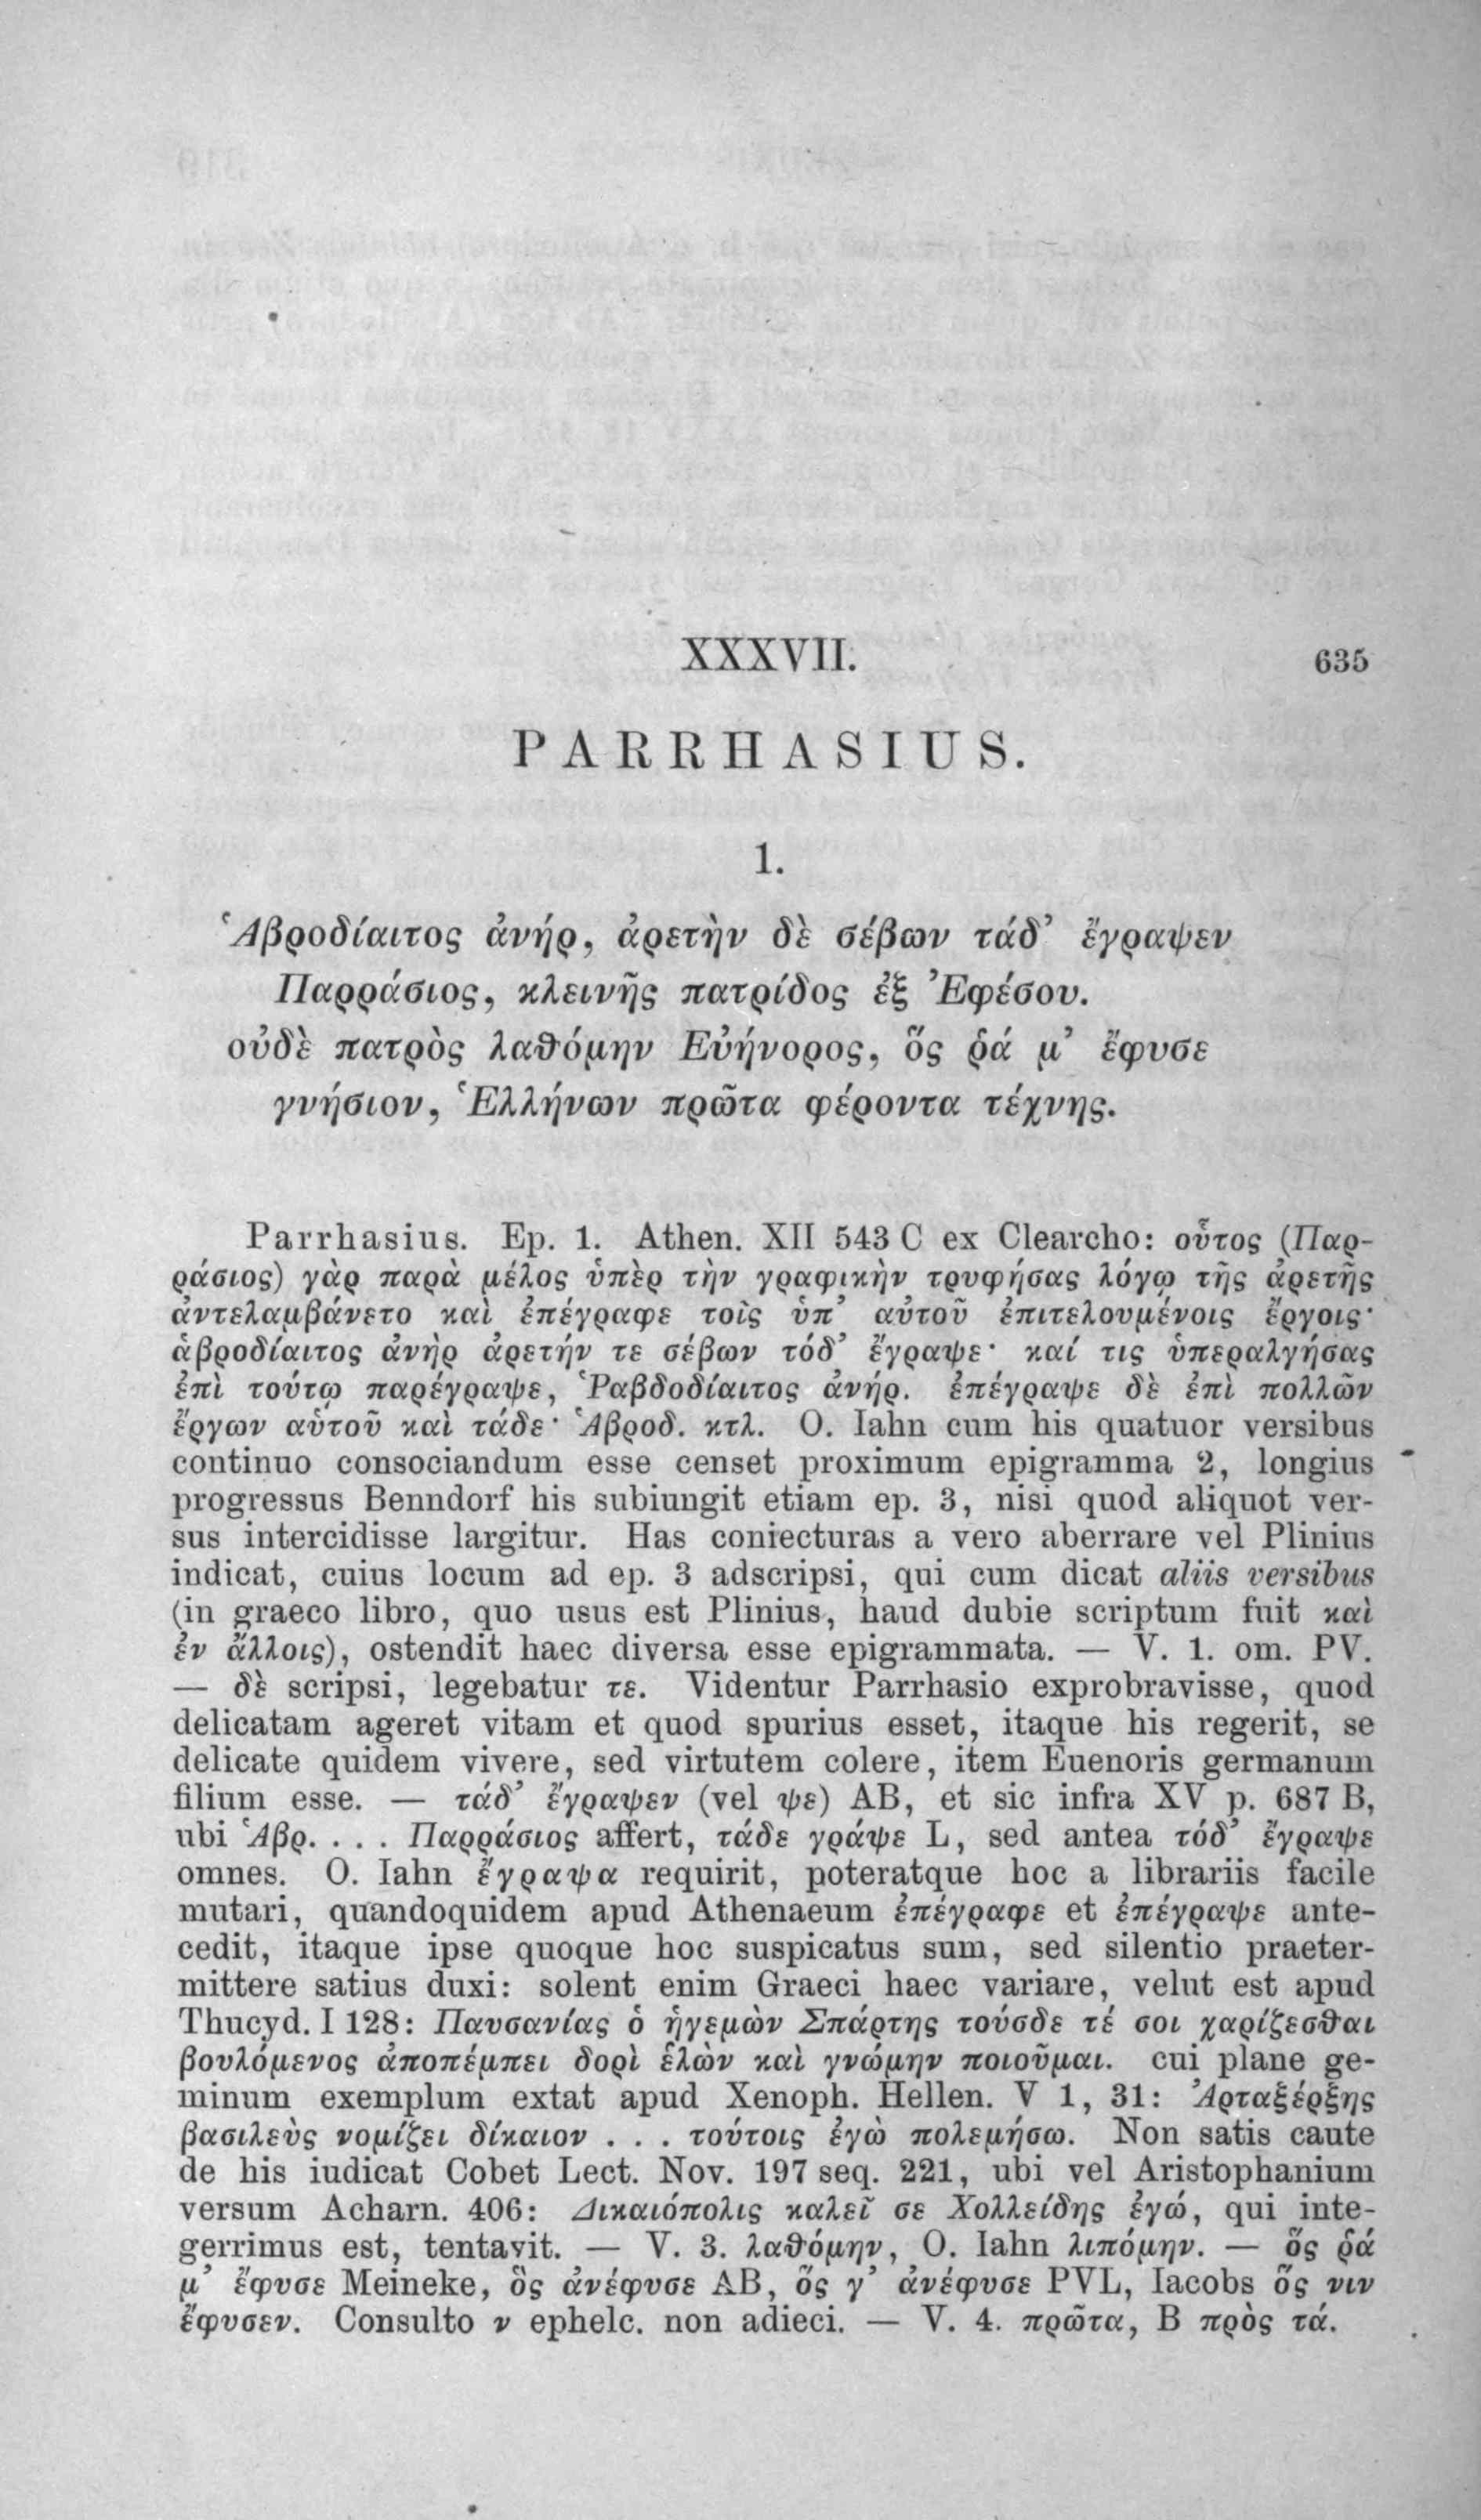 XXXVII. 635
PARRHASIUS.
1.
Ἁβροδίαιτος ἀνήρ, ἀρετὴν δὲ σέβων τάδ’ ἔγραψεν
Παρράσιος, κλεινῆς πατρίδος ἐξ Ἐφέσου.
οὐδὲ πατρὸς λαθόμην Εὐήνορος, ὅς ῥά μ’ ἔφυσε
γνήσιον, Ἑλλήνων πρῶτα φέροντα τέχνης.
Parrhasius. Ep. 1. Athen. XII 543 C ex Clearcho: οὗτος (Παρ-
ράσιος) γὰρ παρὰ μέλος ὑπὲρ τὴν γραφικὴν τρυφήσας λόγῳ τῆς ἀρετῆς
ἀντελαμβάνετο καὶ ἐπέγραφε τοῖς ὑπ’ αὐτοῦ ἐπιτελουμένοις ἔργοις·
ἁβροδίαιτος ἀνὴρ ἀρετήν τε σέβων τόδ’ ἔγραψε· καί τις ὑπεραλγήσας
ἐπὶ τούτῳ παρέγραψε, Ῥαβδοδίαιτος ἀνήρ. ἐπέγραψε δὲ ἐπὶ πολλῶν
ἔργων αὑτοῦ καὶ τάδε· Ἁβροδ. κτλ. O. Iahn cum his quatuor versibus
continuo consociandum esse censet proximum epigramma 2, longius
progressus Benndorf his subiungit etiam ep. 3, nisi quod aliquot ver-
sus intercidisse largitur. Has coniecturas a vero aberrare vel Plinius
indicat, cuius locum ad ep. 3 adscripsi, qui cum dicat aliis versibus
(in graeco libro, quo usus est Plinius, haud dubie scriptum fuit καὶ
ἐν ἄλλοις), ostendit haec diversa esse epigrammata. — V. 1. om. PV.
— δὲ scripsi, legebatur τε. Videntur Parrhasio exprobravisse, quod
delicatam ageret vitam et quod spurius esset, itaque his regerit, se
delicate quidem vivere, sed virtutem colere, item Euenoris germanum
filium esse. — τάδ’ ἔγραψεν (vel ψε) AB, et sic infra XV p. 687 B,
ubi Ἁβρ. . . . Παρράσιος affert, τάδε γράψε L, sed antea τόδ’ ἔγραψε
omnes. O. Iahn ἔγραψα requirit, poteratque hoc a librariis facile
mutari, quandoquidem apud Athenaeum ἐπέγραφε et ἐπέγραψε ante-
cedit, itaque ipse quoque hoc suspicatus sum, sed silentio praeter-
mittere satius duxi: solent enim Graeci haec variare, velut est apud
Thucyd. I 128: Παυσανίας ὁ ἡγεμὼν Σπάρτης τούσδε τέ σοι χαρίζεσθαι
βουλόμενος ἀποπέμπει δορὶ ἑλὼν καὶ γνώμην ποιοῦμαι. cui plane ge-
minum exemplum extat apud Xenoph. Hellen. V 1, 31: Ἀρταξέρξης
βασιλεὺς νομίζει δίκαιον . . . τούτοις ἐγὼ πολεμήσω. Non satis caute
de his iudicat Cobet Lect. Nov. 197 seq. 221, ubi vel Aristophanium
versum Acharn. 406: Δικαιόπολις καλεῖ σε Χολλείδης ἐγώ, qui inte-
gerrimus est, tentavit. — V. 3. λαθόμην, O. Iahn λιπόμην. — ὅς ῥά
μ’ ἔφυσε Meineke, ὃς ἀνέφυσε AB, ὅς γ’ ἀνέφυσε PVL, Iacobs ὅς νιν
ἔφυσεν. Consulto ν ephelc. non adieci. — V. 4. πρῶτα, B πρὸς τά.